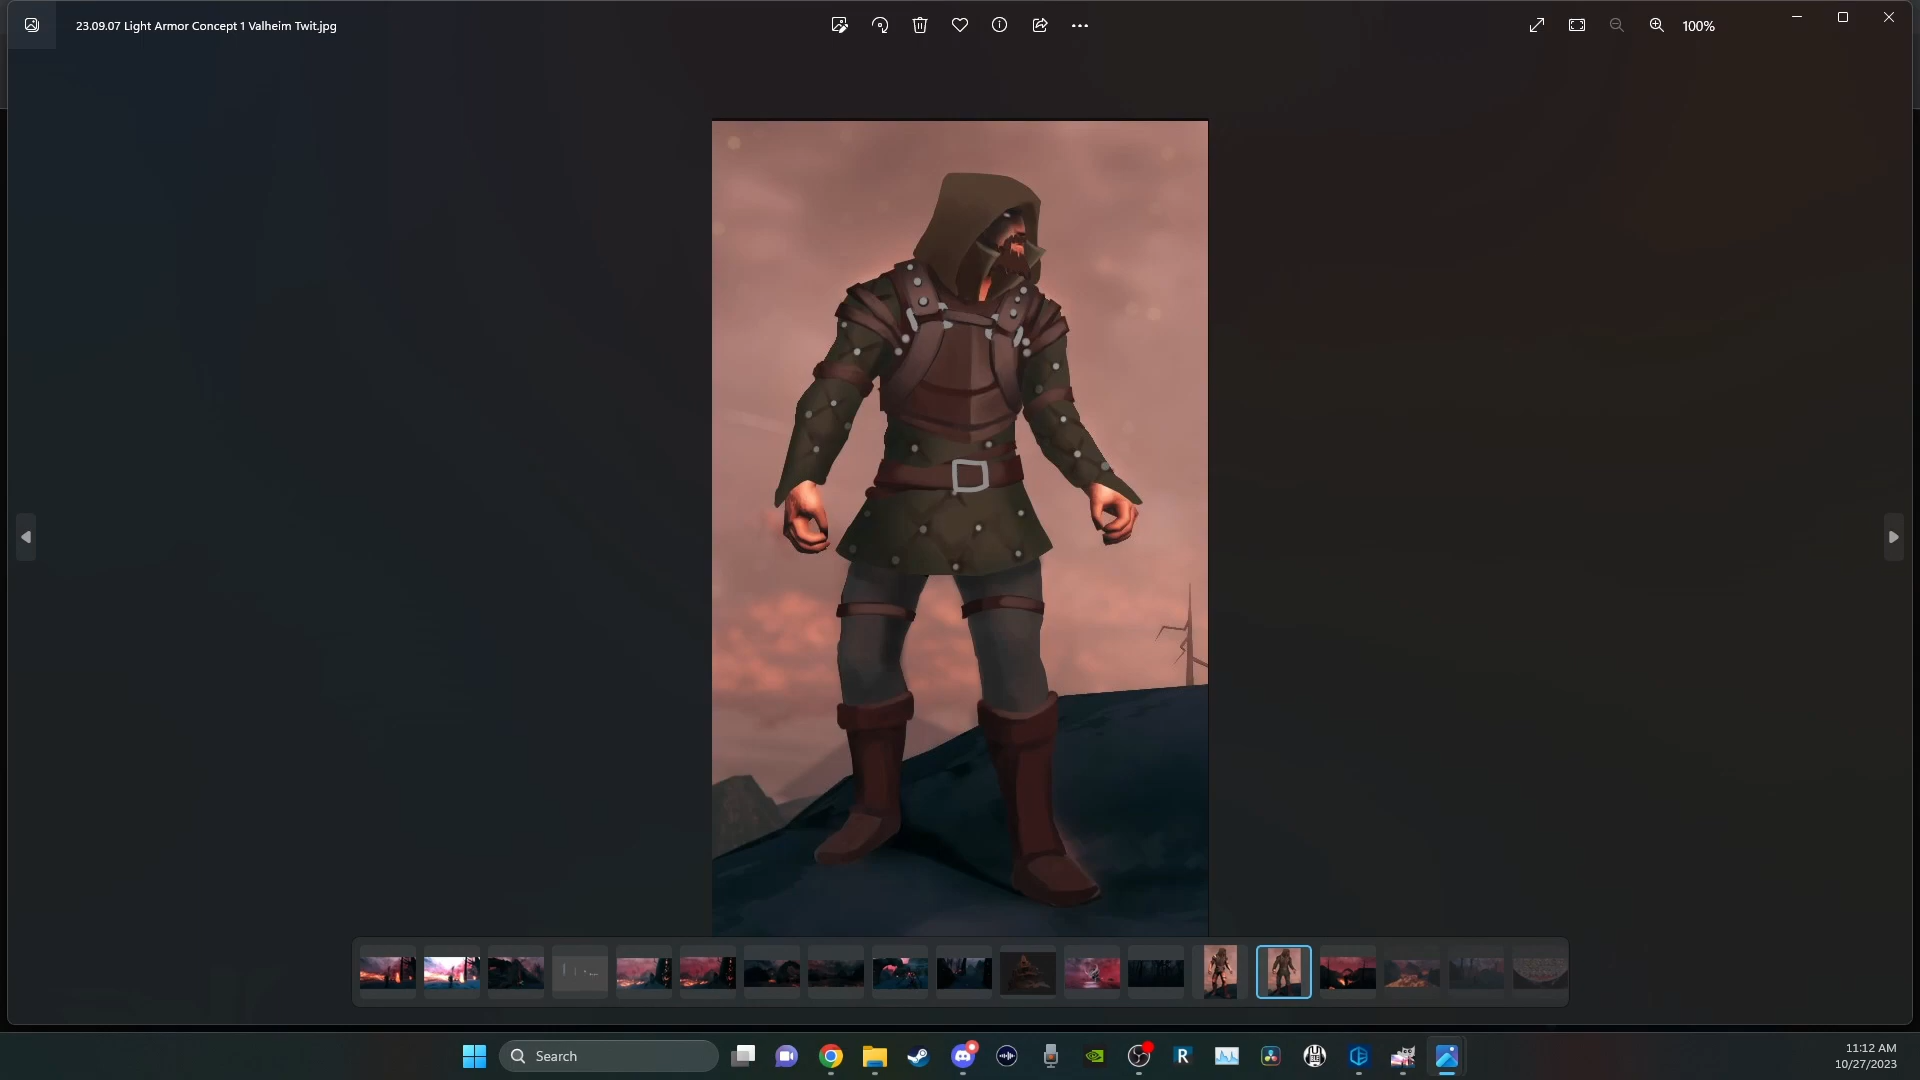 23.09.07 Light Armor Concept 1 Valheim Twit.jpg
100%
Search
R
11:12 AM
10/27/2023